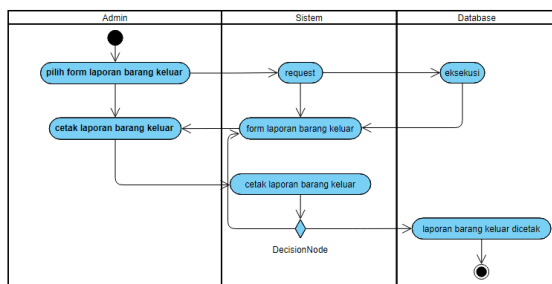 Admin
Sistem
Database
pilih form laporan barang keluar
request
eksekusi
cetak laporan barang keluar
form laporan barang keluar
cetak laporan barang keluar
laporan barang keluar dicetak
DecisionNode